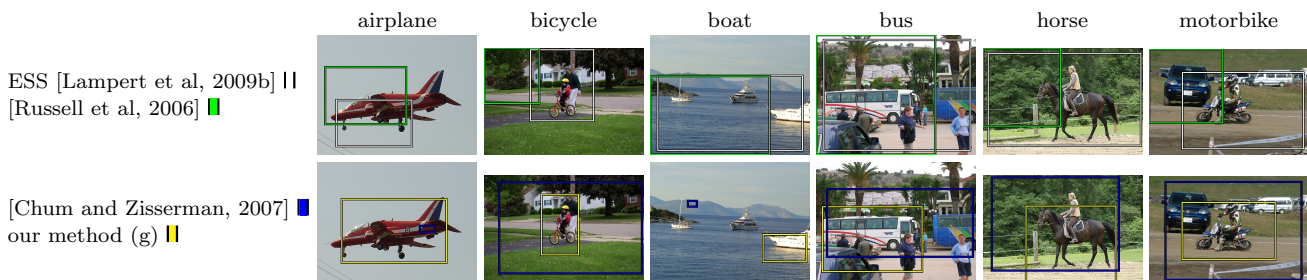 airplane bicycle boat bus horse motorbike
ESS [Lampert et al, 2009b]
[Russell et al, 2006]
[Chum and Zisserman, 2007]
our method (g)